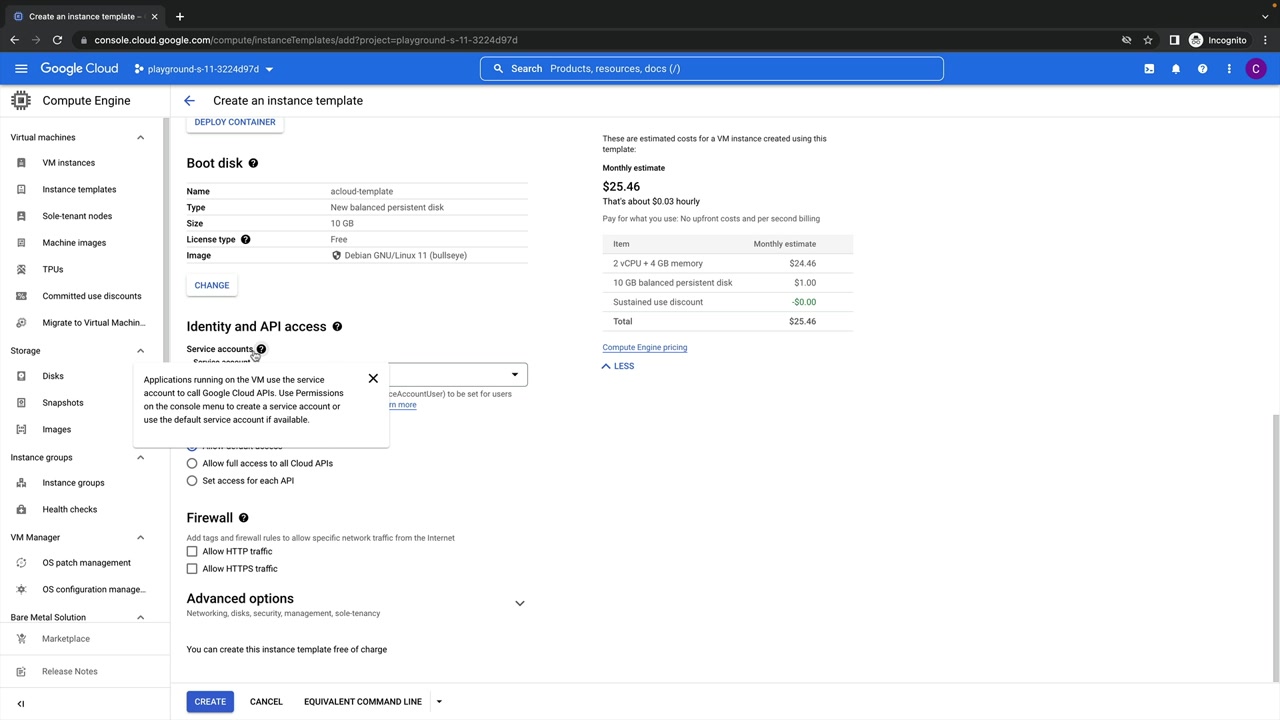 Create an instance template –
console.cloud.google.com/compute/instanceTemplates/add?project=playground-s-11-3224d97d
Incognito
Google Cloud
playground-s-11-3224d97d
Search Products, resources, docs (/)
C
Compute Engine
Create an instance template
Virtual machines
VM instances
Instance templates
Sole-tenant nodes
Machine images
TPUs
Committed use discounts
Migrate to Virtual Machin...
Storage
Disks
Snapshots
Images
Instance groups
Instance groups
Health checks
VM Manager
OS patch management
OS configuration manage...
Bare Metal Solution
Marketplace
Release Notes
DEPLOY CONTAINER
Boot disk
Name acloud-template
Type New balanced persistent disk
Size 10 GB
License type Free
Image Debian GNU/Linux 11 (bullseye)
CHANGE
Identity and API access
Service accounts
Service account
Applications running on the VM use the service
account to call Google Cloud APIs. Use Permissions
on the console menu to create a service account or
use the default service account if available.
ceAccountUser) to be set for users
rn more
Allow default access
Allow full access to all Cloud APIs
Set access for each API
Firewall
Add tags and firewall rules to allow specific network traffic from the Internet
Allow HTTP traffic
Allow HTTPS traffic
Advanced options
Networking, disks, security, management, sole-tenancy
You can create this instance template free of charge
CREATE CANCEL EQUIVALENT COMMAND LINE
These are estimated costs for a VM instance created using this
template:
Monthly estimate
$25.46
That's about $0.03 hourly
Pay for what you use: No upfront costs and per second billing
Item Monthly estimate
2 vCPU + 4 GB memory $24.46
10 GB balanced persistent disk $1.00
Sustained use discount -$0.00
Total $25.46
Compute Engine pricing
LESS